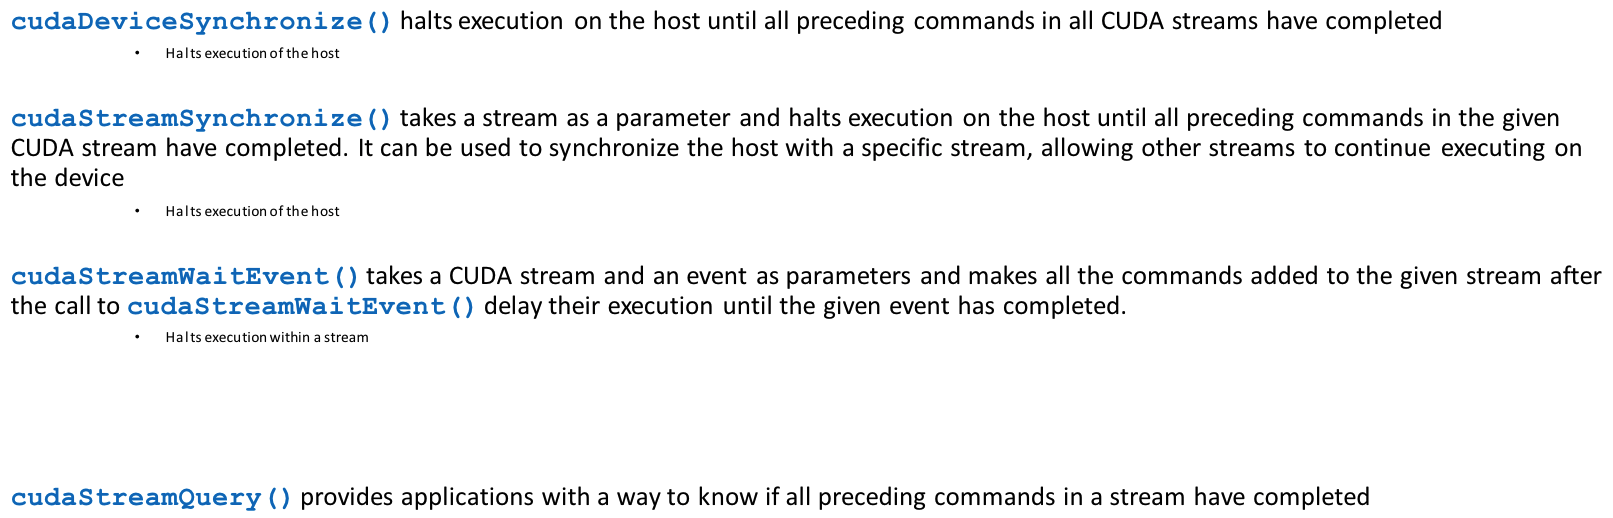 cudaDeviceSynchronize() halts execution on the host until all preceding commands in all CUDA streams have completed
• Halts execution of the host
cudaStreamSynchronize() takes a stream as a parameter and halts execution on the host until all preceding commands in the given
CUDA stream have completed. It can be used to synchronize the host with a specific stream, allowing other streams to continue executing on
the device
• Halts execution of the host
cudaStreamWaitEvent() takes a CUDA stream and an event as parameters and makes all the commands added to the given stream after
the call to cudaStreamWaitEvent() delay their execution until the given event has completed.
• Halts execution within a stream
cudaStreamQuery() provides applications with a way to know if all preceding commands in a stream have completed